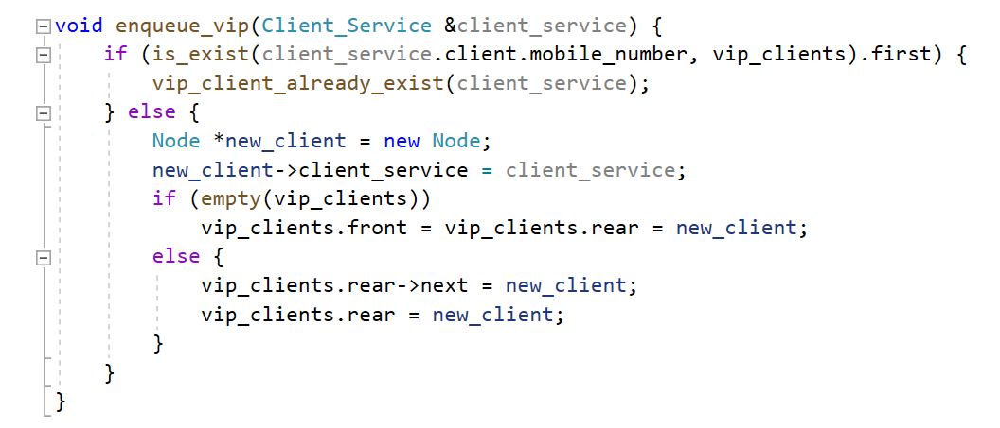 void enqueue_vip(Client_Service &client_service) {
    if (is_exist(client_service.client.mobile_number, vip_clients).first) {
        vip_client_already_exist(client_service);
    } else {
        Node *new_client = new Node;
        new_client->client_service = client_service;
        if (empty(vip_clients))
            vip_clients.front = vip_clients.rear = new_client;
        else {
            vip_clients.rear->next = new_client;
            vip_clients.rear = new_client;
        }
    }
}